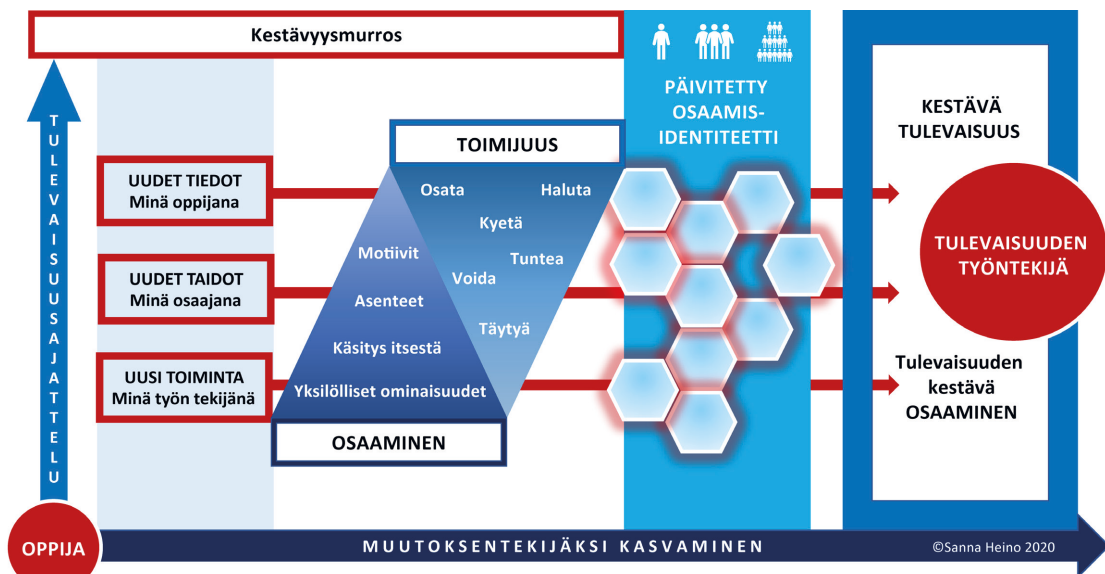 Kestävyysmurros
TULEVAISUUSAJATTELU
UUDET TIEDOT
Minä oppijana
UUDET TAIDOT
Minä osaajana
UUSI TOIMINTA
Minä työn tekijänä
TOIMIJUUS
Osata
Haluta
Kyetä
Tuntea
Voida
Täytyä
Motiivit
Asenteet
Käsitys itsestä
Yksilölliset ominaisuudet
OSAAMINEN
PÄIVITETTY
OSAAMIS-
IDENTITEETTI
KESTÄVÄ
TULEVAISUUS
TULEVAISUUDEN
TYÖNTEKIJÄ
Tulevaisuuden
kestävä
OSAAMINEN
OPPIJA
MUUTOKSENTEKIJÄKSI KASVAMINEN
©Sanna Heino 2020